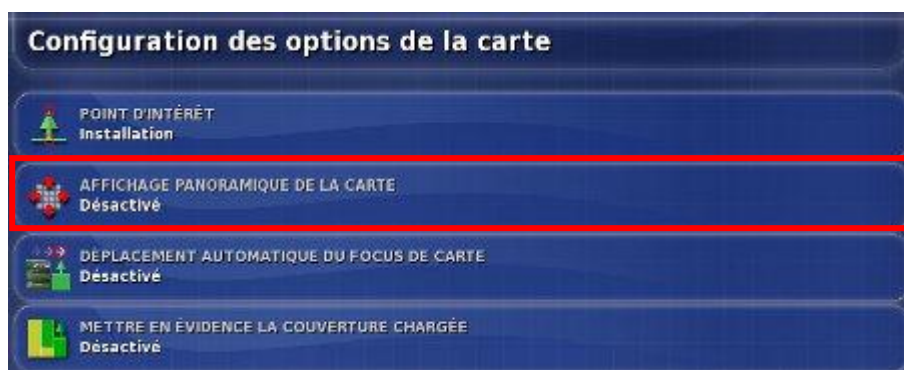 Configuration des options de la carte
POINT D'INTÉRÊT
Installation
AFFICHAGE PANORAMIQUE DE LA CARTE
Désactivé
DÉPLACEMENT AUTOMATIQUE DU FOCUS DE CARTE
Désactivé
METTRE EN ÉVIDENCE LA COUVERTURE CHARGÉE
Désactivé